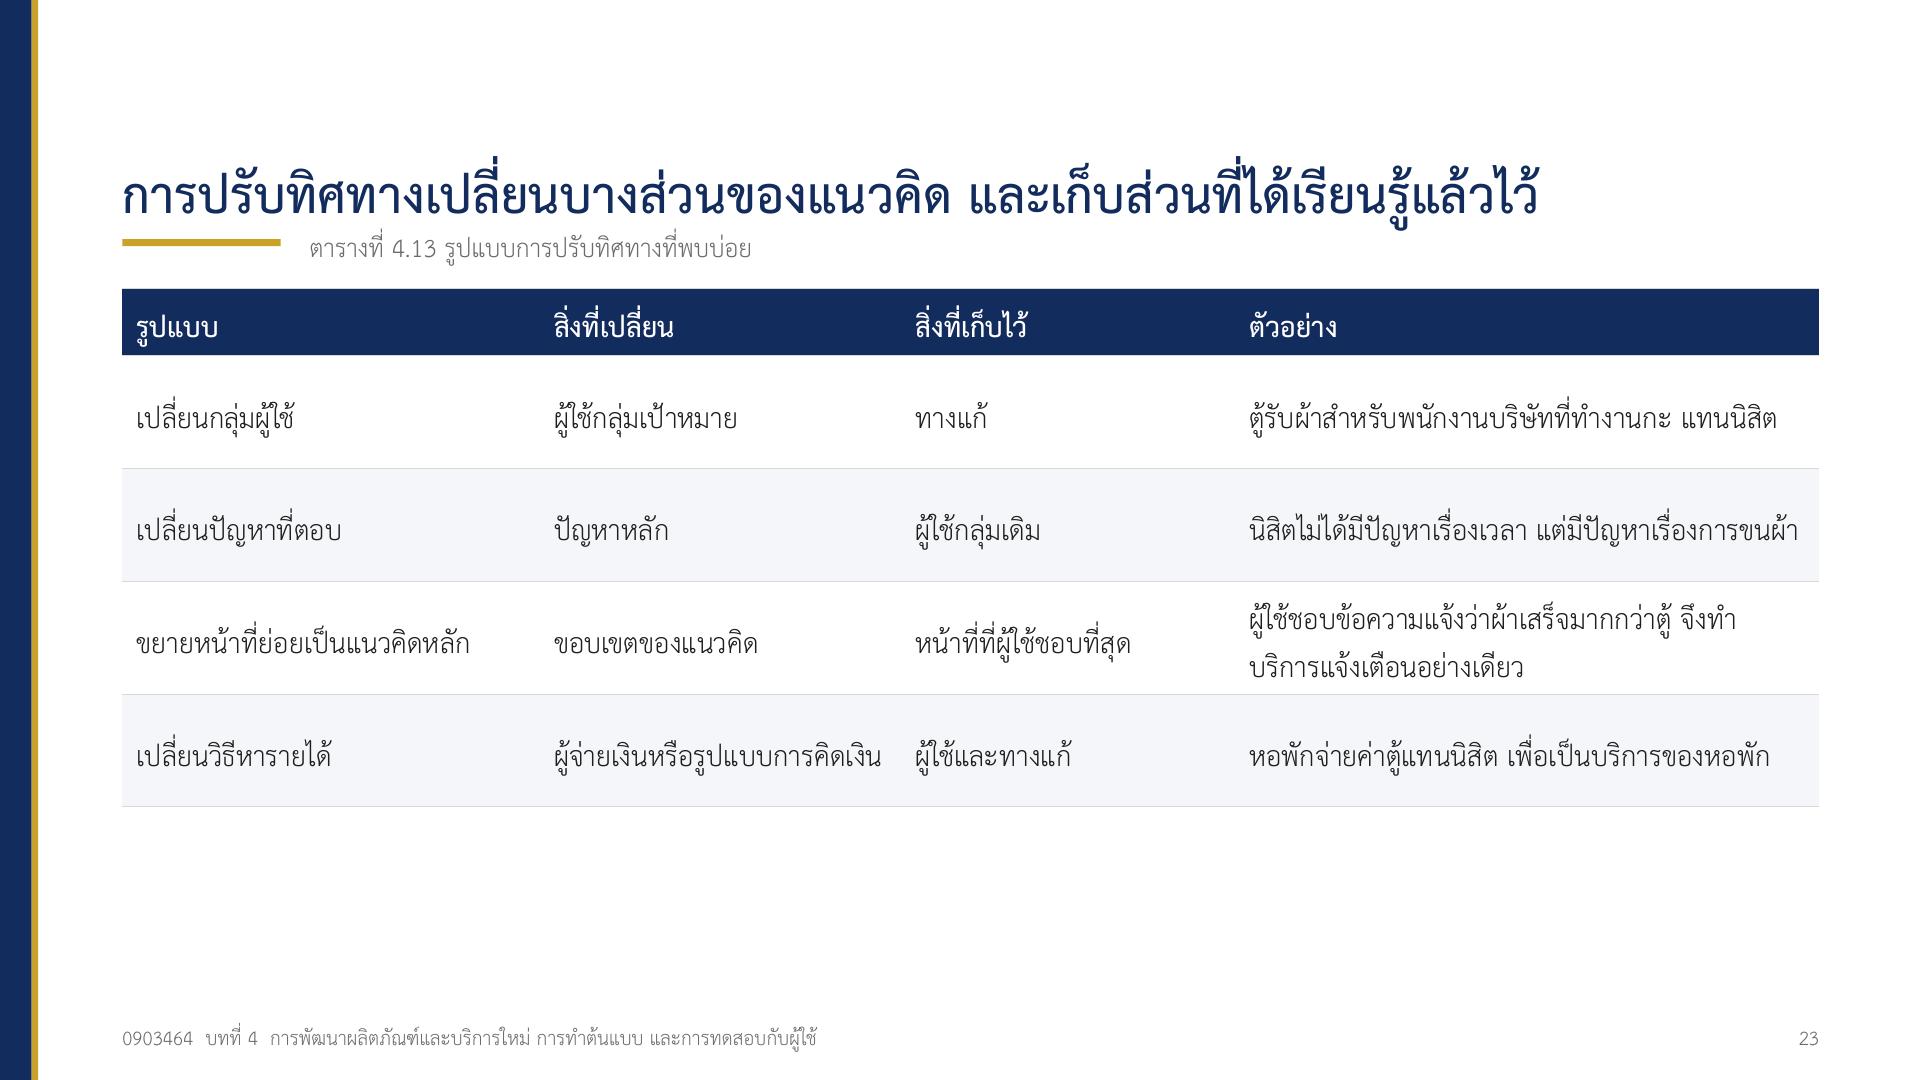 การปรับทิศทางเปลี่ยนบางส่วนของแนวคิด และเก็บส่วนที่ได้เรียนรู้แล้วไว้
ตารางที่ 4.13 รูปแบบการปรับทิศทางที่พบบ่อย
รูปแบบ สิ่งที่เปลี่ยน สิ่งที่เก็บไว้ ตัวอย่าง
เปลี่ยนกลุ่มผู้ใช้ ผู้ใช้กลุ่มเป้าหมาย ทางแก้ ตู้รับผ้าสำหรับพนักงานบริษัทที่ทำงานกะ แทนนิสิต
เปลี่ยนปัญหาที่ตอบ ปัญหาหลัก ผู้ใช้กลุ่มเดิม นิสิตไม่ได้มีปัญหาเรื่องเวลา แต่มีปัญหาเรื่องการขนผ้า
ขยายหน้าที่ย่อยเป็นแนวคิดหลัก ขอบเขตของแนวคิด หน้าที่ที่ผู้ใช้ชอบที่สุด ผู้ใช้ชอบข้อความแจ้งว่าผ้าเสร็จมากกว่าตู้ จึงทำ
บริการแจ้งเตือนอย่างเดียว
เปลี่ยนวิธีหารายได้ ผู้จ่ายเงินหรือรูปแบบการคิดเงิน ผู้ใช้และทางแก้ หอพักจ่ายค่าตู้แทนนิสิต เพื่อเป็นบริการของหอพัก
0903464 บทที่ 4 การพัฒนาผลิตภัณฑ์และบริการใหม่ การทำต้นแบบ และการทดสอบกับผู้ใช้ 23